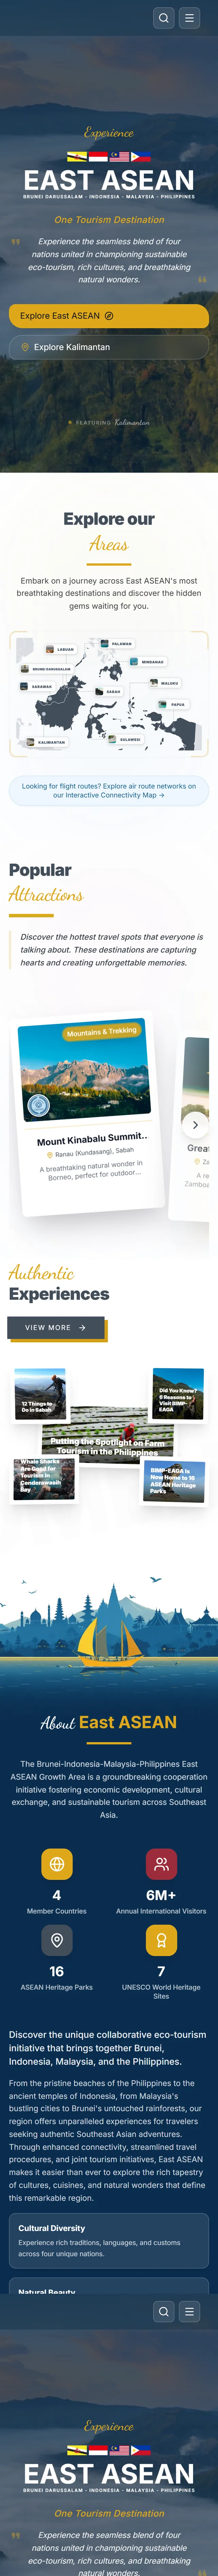 Experience
EAST ASEAN
BRUNEI DARUSSALAM - INDONESIA - MALAYSIA - PHILIPPINES
One Tourism Destination
Experience the seamless blend of four
nations united in championing sustainable
eco-tourism, rich cultures, and breathtaking
natural wonders.
Explore East ASEAN
Explore Kalimantan
FEATURING Kalimantan
Explore our
Areas
Embark on a journey across East ASEAN's most
breathtaking destinations and discover the hidden
gems waiting for you.
PALAWAN
LABUAN
MINDANAO
BRUNEI DARUSSALAM
SARAWAK
MALUKU
SABAH
PAPUA
SULAWESI
KALIMANTAN
Looking for flight routes? Explore air route networks on
our Interactive Connectivity Map →
Popular
Attractions
Discover the hottest travel spots that everyone is
talking about. These destinations are capturing
hearts and creating unforgettable memories.
Mountains & Trekking
Mount Kinabalu Summit..
Ranau (Kundasang), Sabah
A breathtaking natural wonder in
Borneo, perfect for outdoor...
Grea
Za
A re
Zamboa
Authentic
Experiences
VIEW MORE →
12 Things to
Do in Sabah
Did You Know?
6 Reasons to
Visit BIMP-
EAGA
Putting the Spotlight on Farm
Tourism in the Philippines
Whale Sharks
Are Good for
Tourism in
Cenderawasih
Bay
BIMP-EAGA Is
Now Home to 16
ASEAN Heritage
Parks
About East ASEAN
The Brunei-Indonesia-Malaysia-Philippines East
ASEAN Growth Area is a groundbreaking cooperation
initiative fostering economic development, cultural
exchange, and sustainable tourism across Southeast
Asia.
4
Member Countries
6M+
Annual International Visitors
16
ASEAN Heritage Parks
7
UNESCO World Heritage
Sites
Discover the unique collaborative eco-tourism
initiative that brings together Brunei,
Indonesia, Malaysia, and the Philippines.
From the pristine beaches of the Philippines to the
ancient temples of Indonesia, from Malaysia's
bustling cities to Brunei's untouched rainforests, our
region offers unparalleled experiences for travelers
seeking authentic Southeast Asian adventures.
Through enhanced connectivity, streamlined travel
procedures, and joint tourism initiatives, East ASEAN
makes it easier than ever to explore the rich tapestry
of cultures, cuisines, and natural wonders that define
this remarkable region.
Cultural Diversity
Experience rich traditions, languages, and customs
across four unique nations.
Natural Beauty
Experience
EAST ASEAN
BRUNEI DARUSSALAM - INDONESIA - MALAYSIA - PHILIPPINES
One Tourism Destination
Experience the seamless blend of four
nations united in championing sustainable
eco-tourism, rich cultures, and breathtaking
natural wonders.